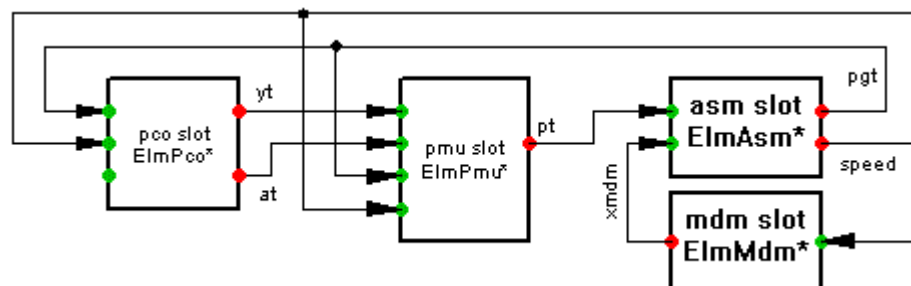 yt
at
pco slot
ElmPco*
pmu slot
ElmPmu*
pt
asm slot
ElmAsm*
pgt
speed
xmdm
mdm slot
ElmMdm*